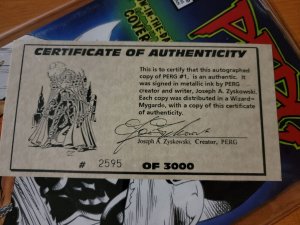 CERTIFICATE OF AUTHENTICITY
This is to certify that this autographed
copy of PERG #1, is an authentic. It
was signed in metallic ink by PERG
creator and writer, Joseph A. Zyskowski.
Each copy was distributed in a Wizard–
Mygard®, with a copy of this certificate
of authenticity.
Joseph A. Zyskowski, Creator, PERG
# 2595 OF 3000
COVER